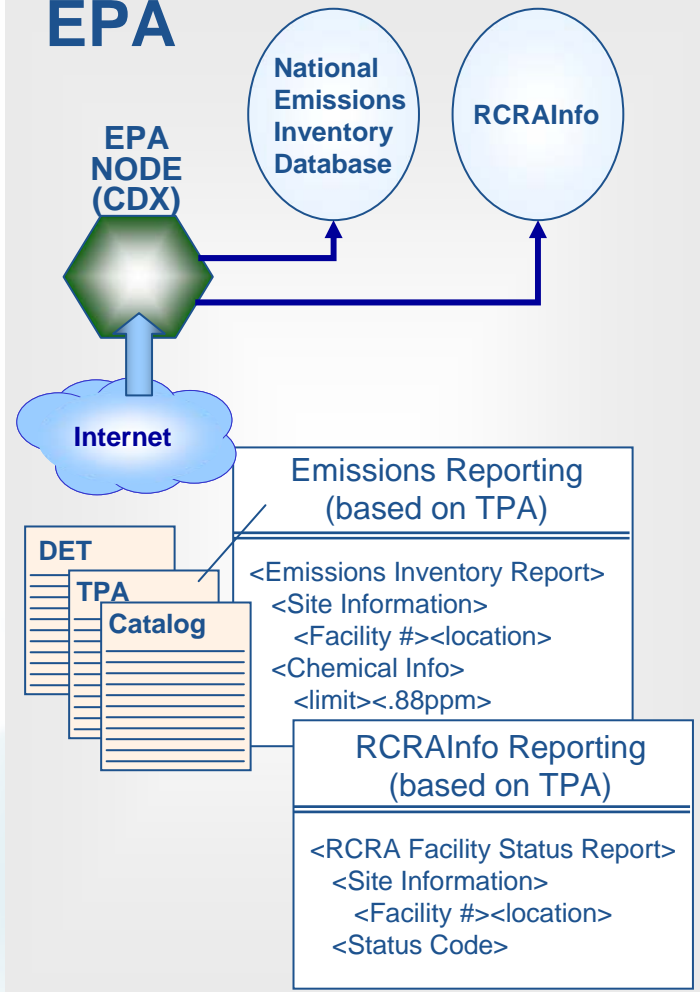 EPA
National
Emissions
Inventory
Database
RCRAInfo
EPA
NODE
(CDX)
Internet
Emissions Reporting
(based on TPA)
<Emissions Inventory Report>
<Site Information>
<Facility #><location>
<Chemical Info>
<limit><.88ppm>
DET
TPA
Catalog
RCRAInfo Reporting
(based on TPA)
<RCRA Facility Status Report>
<Site Information>
<Facility #><location>
<Status Code>